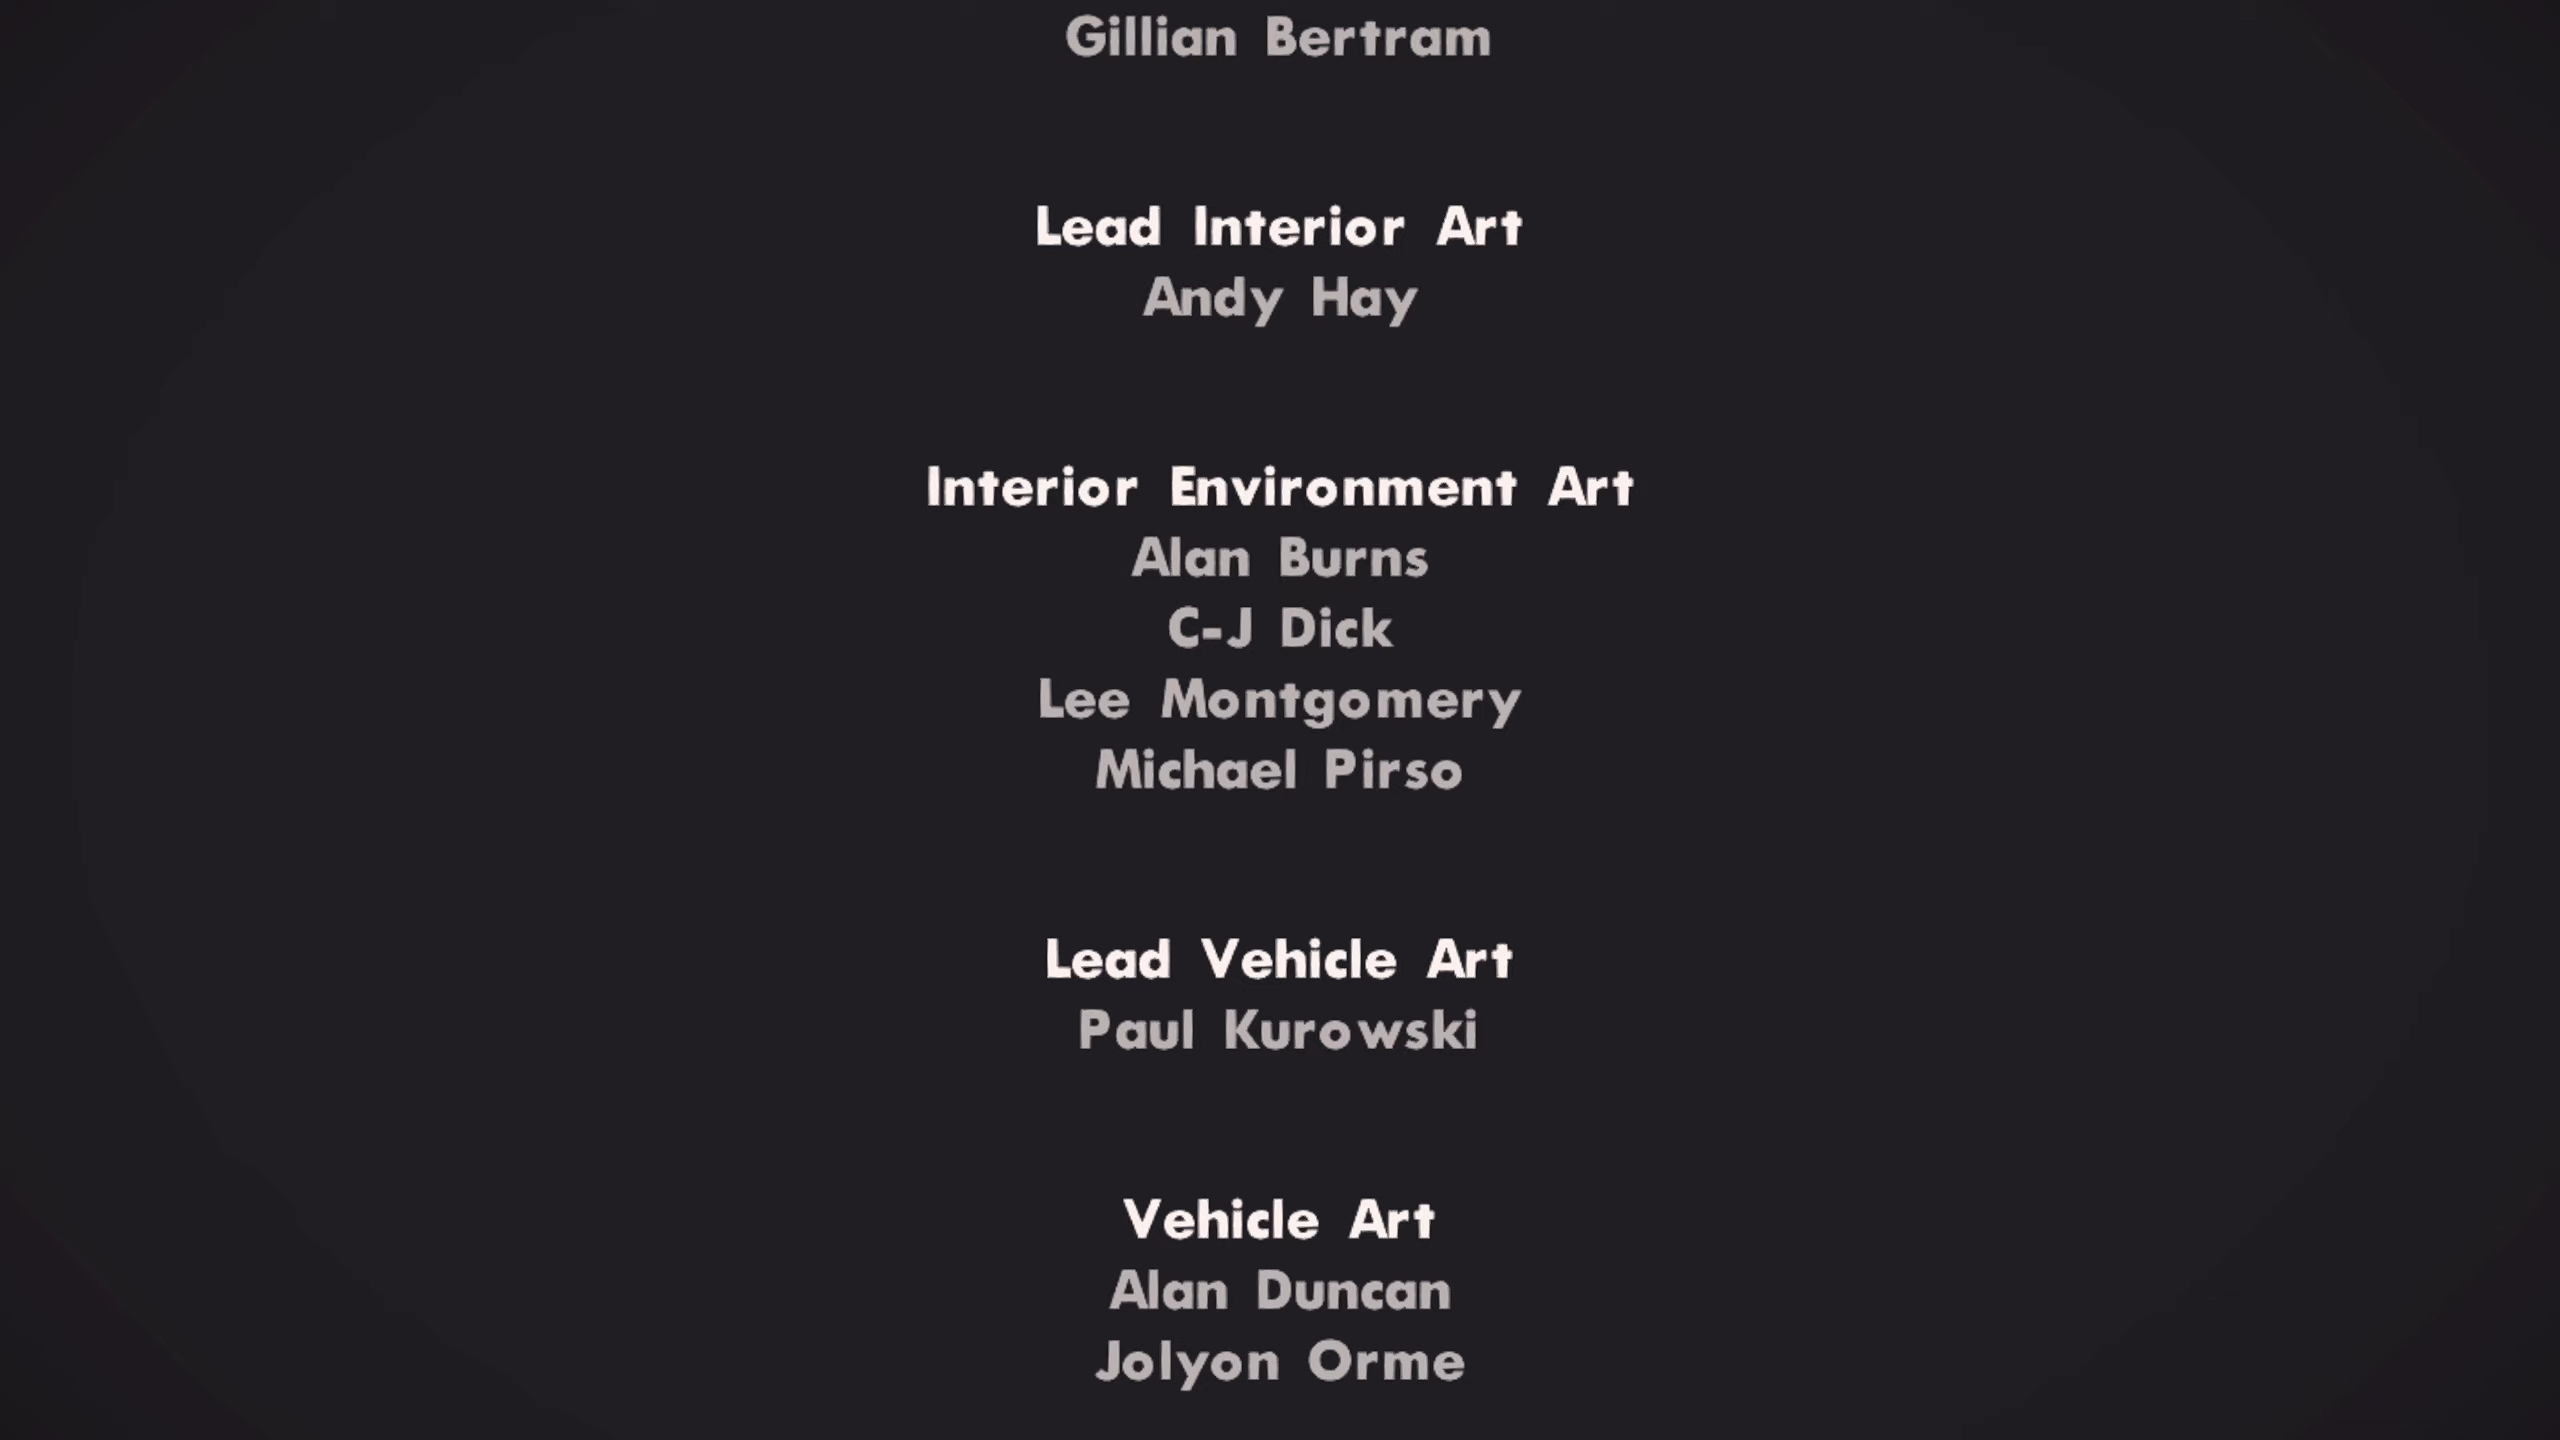 Gillian Bertram
Lead Interior Art
Andy Hay
Interior Environment Art
Alan Burns
C-J Dick
Lee Montgomery
Michael Pirso
Lead Vehicle Art
Paul Kurowski
Vehicle Art
Alan Duncan
Jolyon Orme